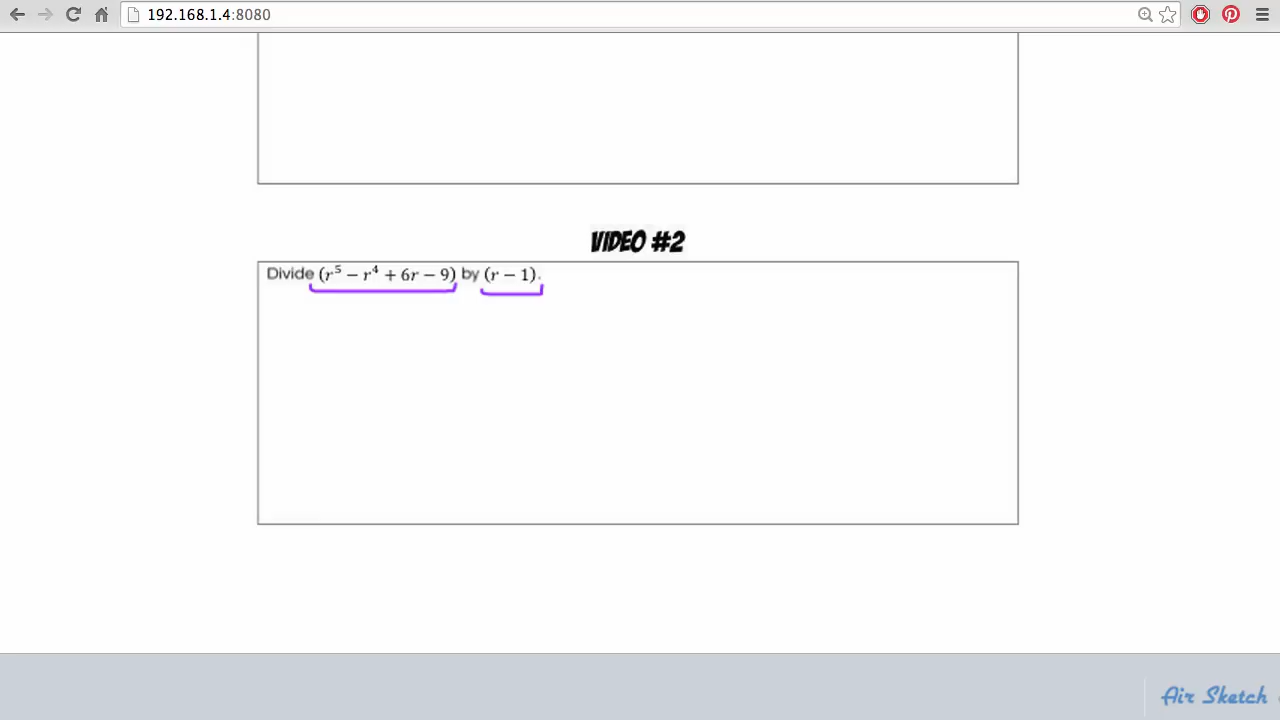 192.168.1.4:8080
VIDEO #2
Divide (r⁵ − r⁴ + 6r − 9) by (r − 1).
Air Sketch